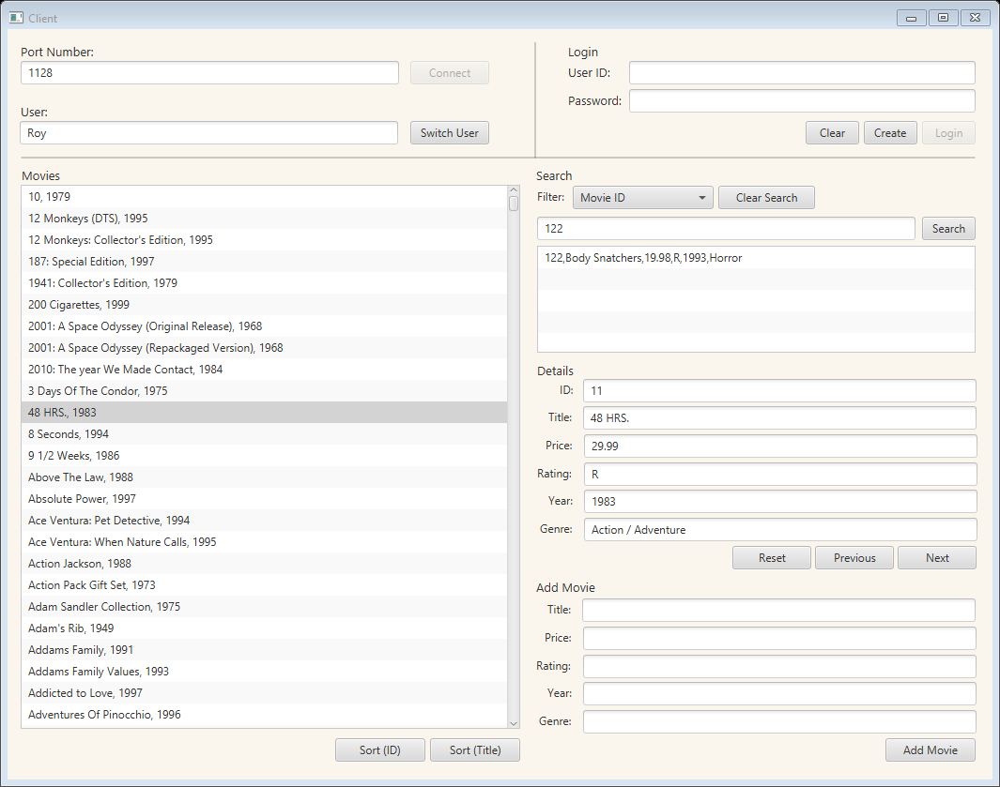 Client
Port Number:
1128
Connect
User:
Roy
Switch User
Login
User ID:
Password:
Clear
Create
Login
Movies
10, 1979
12 Monkeys (DTS), 1995
12 Monkeys: Collector's Edition, 1995
187: Special Edition, 1997
1941: Collector's Edition, 1979
200 Cigarettes, 1999
2001: A Space Odyssey (Original Release), 1968
2001: A Space Odyssey (Repackaged Version), 1968
2010: The year We Made Contact, 1984
3 Days Of The Condor, 1975
48 HRS., 1983
8 Seconds, 1994
9 1/2 Weeks, 1986
Above The Law, 1988
Absolute Power, 1997
Ace Ventura: Pet Detective, 1994
Ace Ventura: When Nature Calls, 1995
Action Jackson, 1988
Action Pack Gift Set, 1973
Adam Sandler Collection, 1975
Adam's Rib, 1949
Addams Family, 1991
Addams Family Values, 1993
Addicted to Love, 1997
Adventures Of Pinocchio, 1996
Sort (ID)
Sort (Title)
Search
Filter:
Movie ID
Clear Search
122
Search
122,Body Snatchers,19.98,R,1993,Horror
Details
ID: 11
Title: 48 HRS.
Price: 29.99
Rating: R
Year: 1983
Genre: Action / Adventure
Reset
Previous
Next
Add Movie
Title:
Price:
Rating:
Year:
Genre:
Add Movie